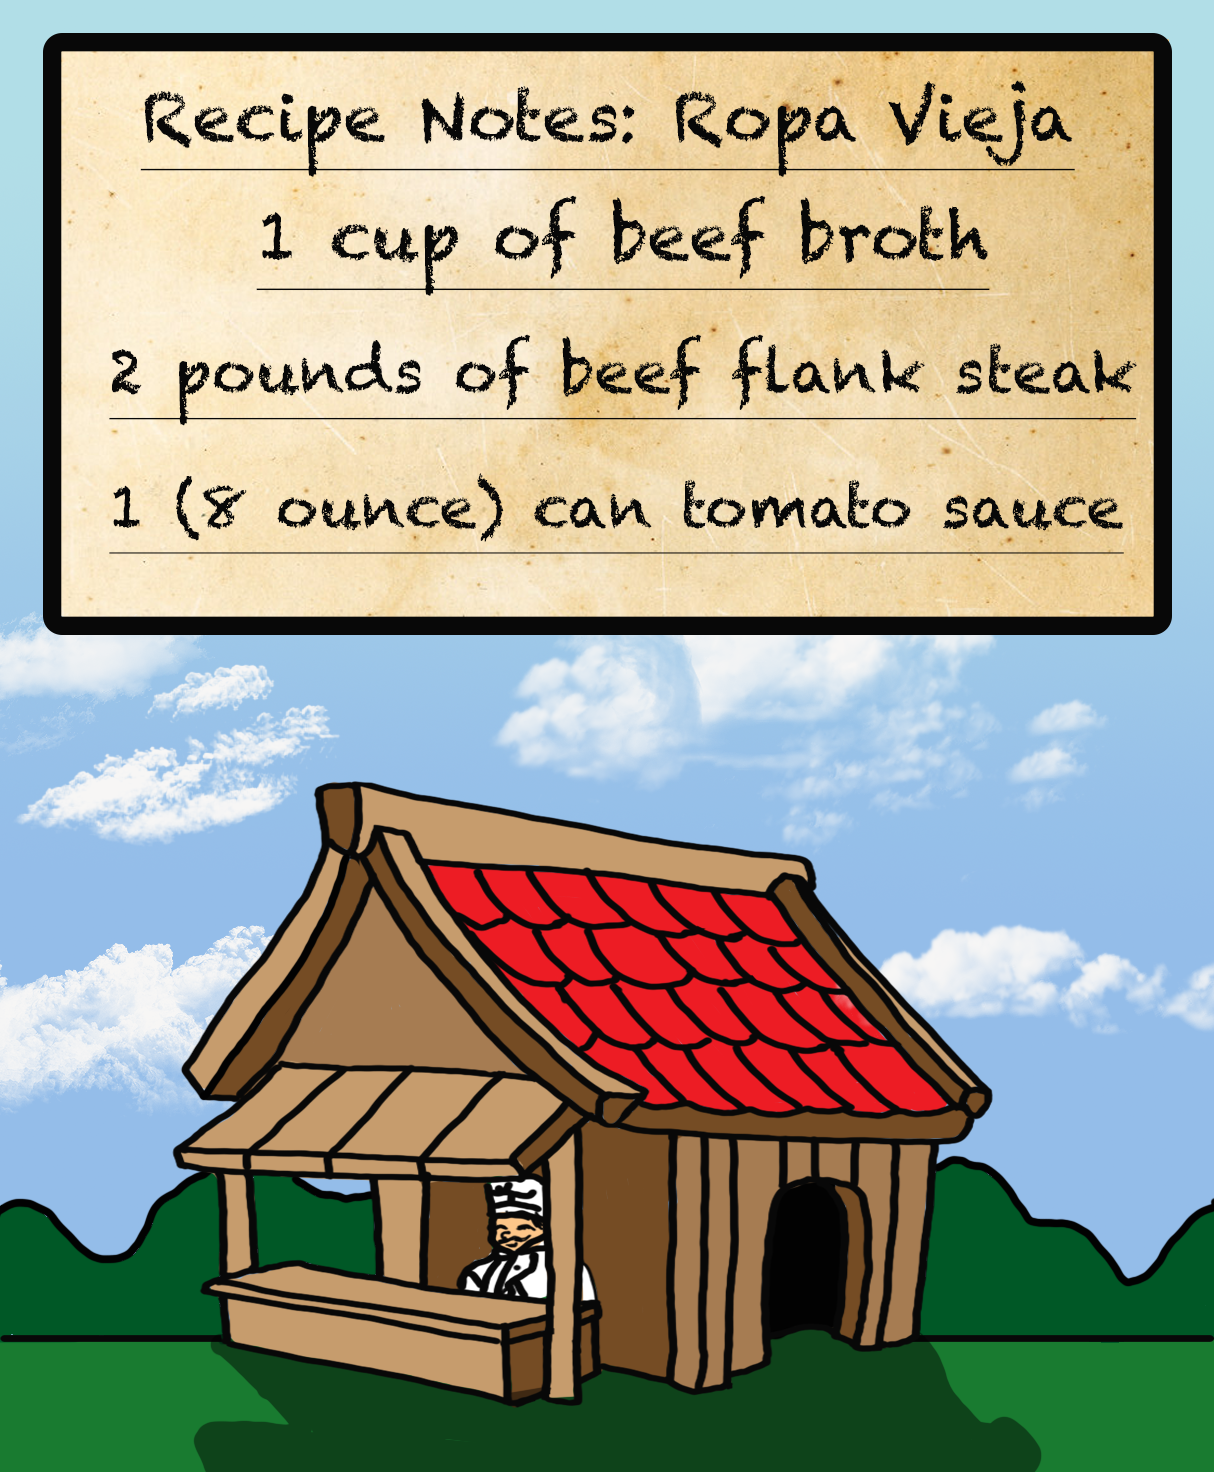 Recipe Notes: Ropa Vieja
1 cup of beef broth
2 pounds of beef flank steak
1 (8 ounce) can tomato sauce